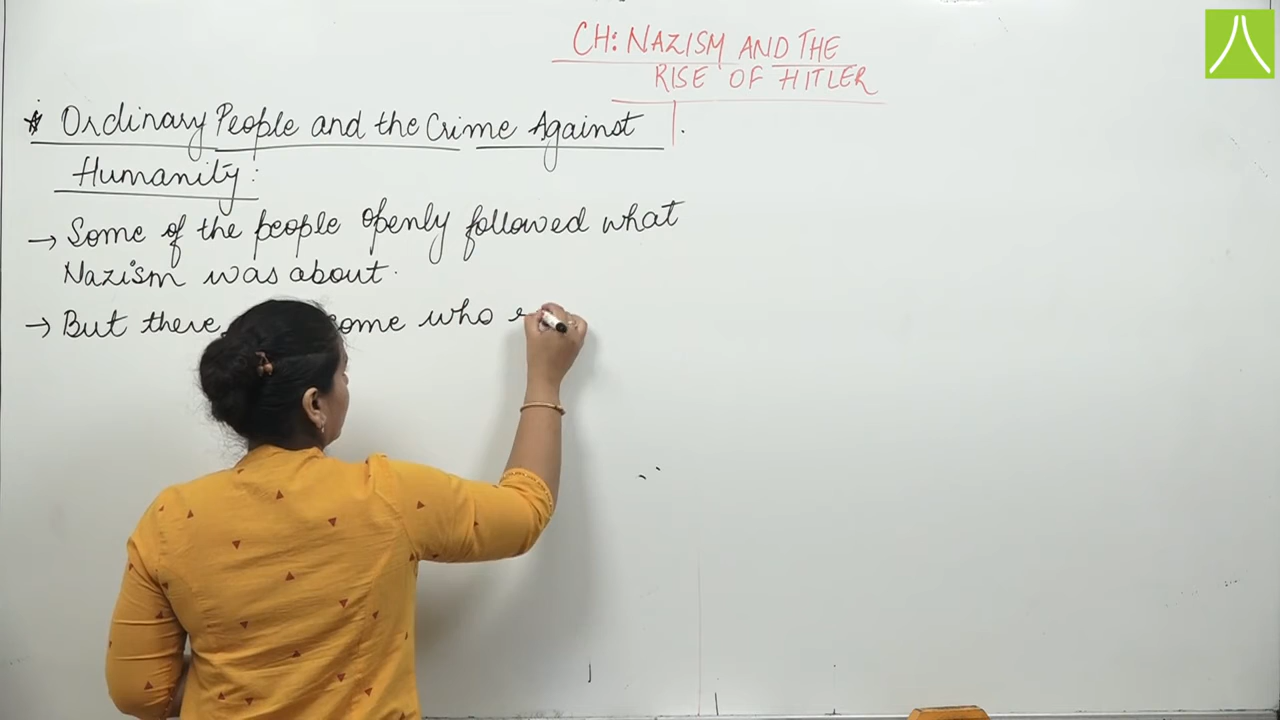 CH: NAZISM AND THE
RISE OF HITLER
* Ordinary People and the Crime Against
Humanity:
→ Some of the people openly followed what
Nazism was about.
→ But there some who